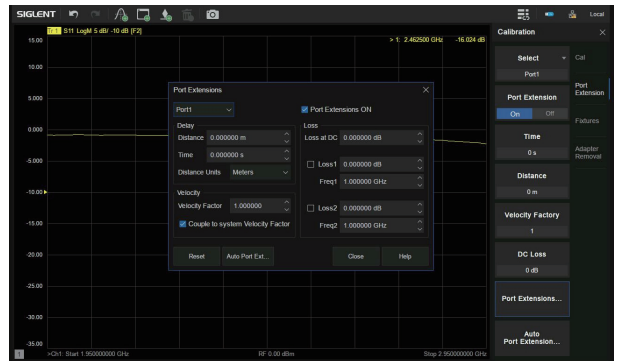 SIGLENT
Local
Tr 1 S11 LogM 5 dB/ -10 dB [F2]
> 1: 2.462500 GHz -16.024 dB
15.00
10.00
5.000
0.000
-5.000
-10.00
-15.00
-20.00
-25.00
-30.00
-35.00
Port Extensions
Port1
Port Extensions ON
Delay
Distance 0.000000 m
Time 0.000000 s
Distance Units Meters
Velocity
Velocity Factor 1.000000
Couple to system Velocity Factor
Loss
Loss at DC 0.000000 dB
Loss1 0.000000 dB
Freq1 1.000000 GHz
Loss2 0.000000 dB
Freq2 1.000000 GHz
Reset
Auto Port Ext...
Close
Help
Calibration
Select
Port1
Port Extension
On Off
Time
0 s
Distance
0 m
Velocity Factory
1
DC Loss
0 dB
Port Extensions...
Auto
Port Extension...
Cal
Port
Extension
Fixtures
Adapter
Removal
1
>Ch1: Start 1.950000000 GHz
RF 0.00 dBm
Stop 2.950000000 GHz